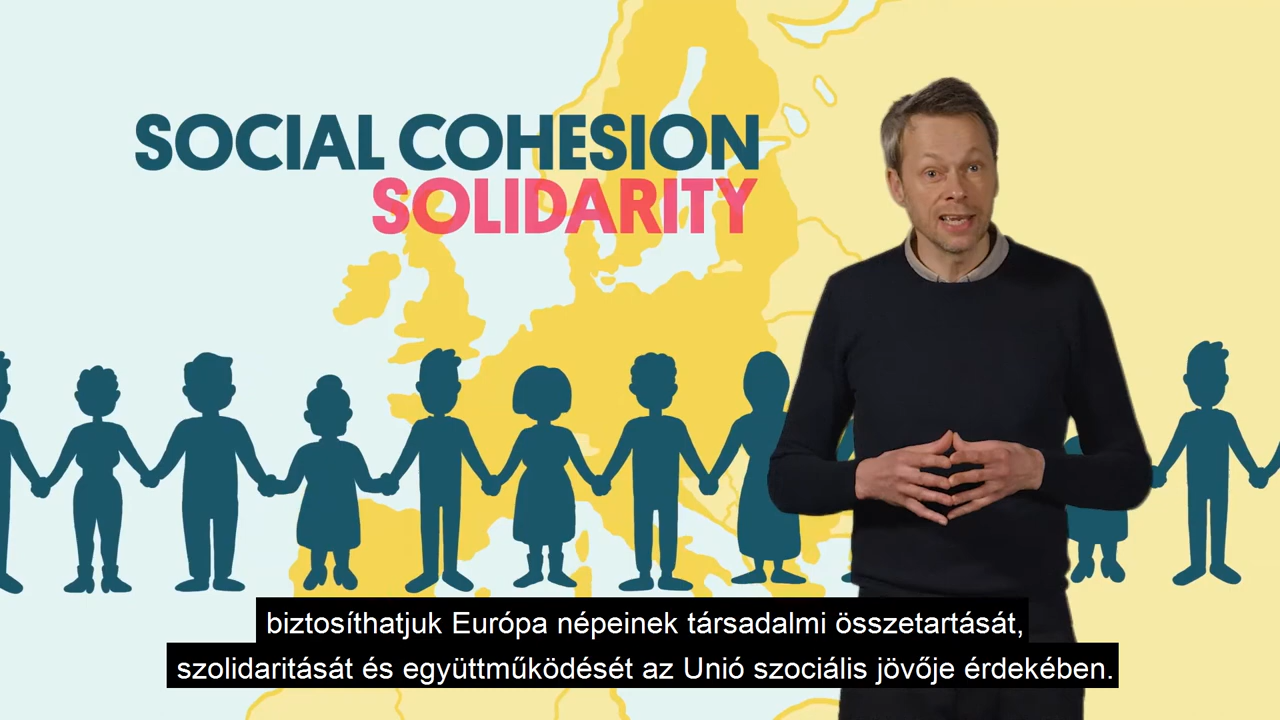 SOCIAL COHESION
SOLIDARITY
biztosíthatjuk Európa népeinek társadalmi összetartását,
szolidaritását és együttműködését az Unió szociális jövője érdekében.